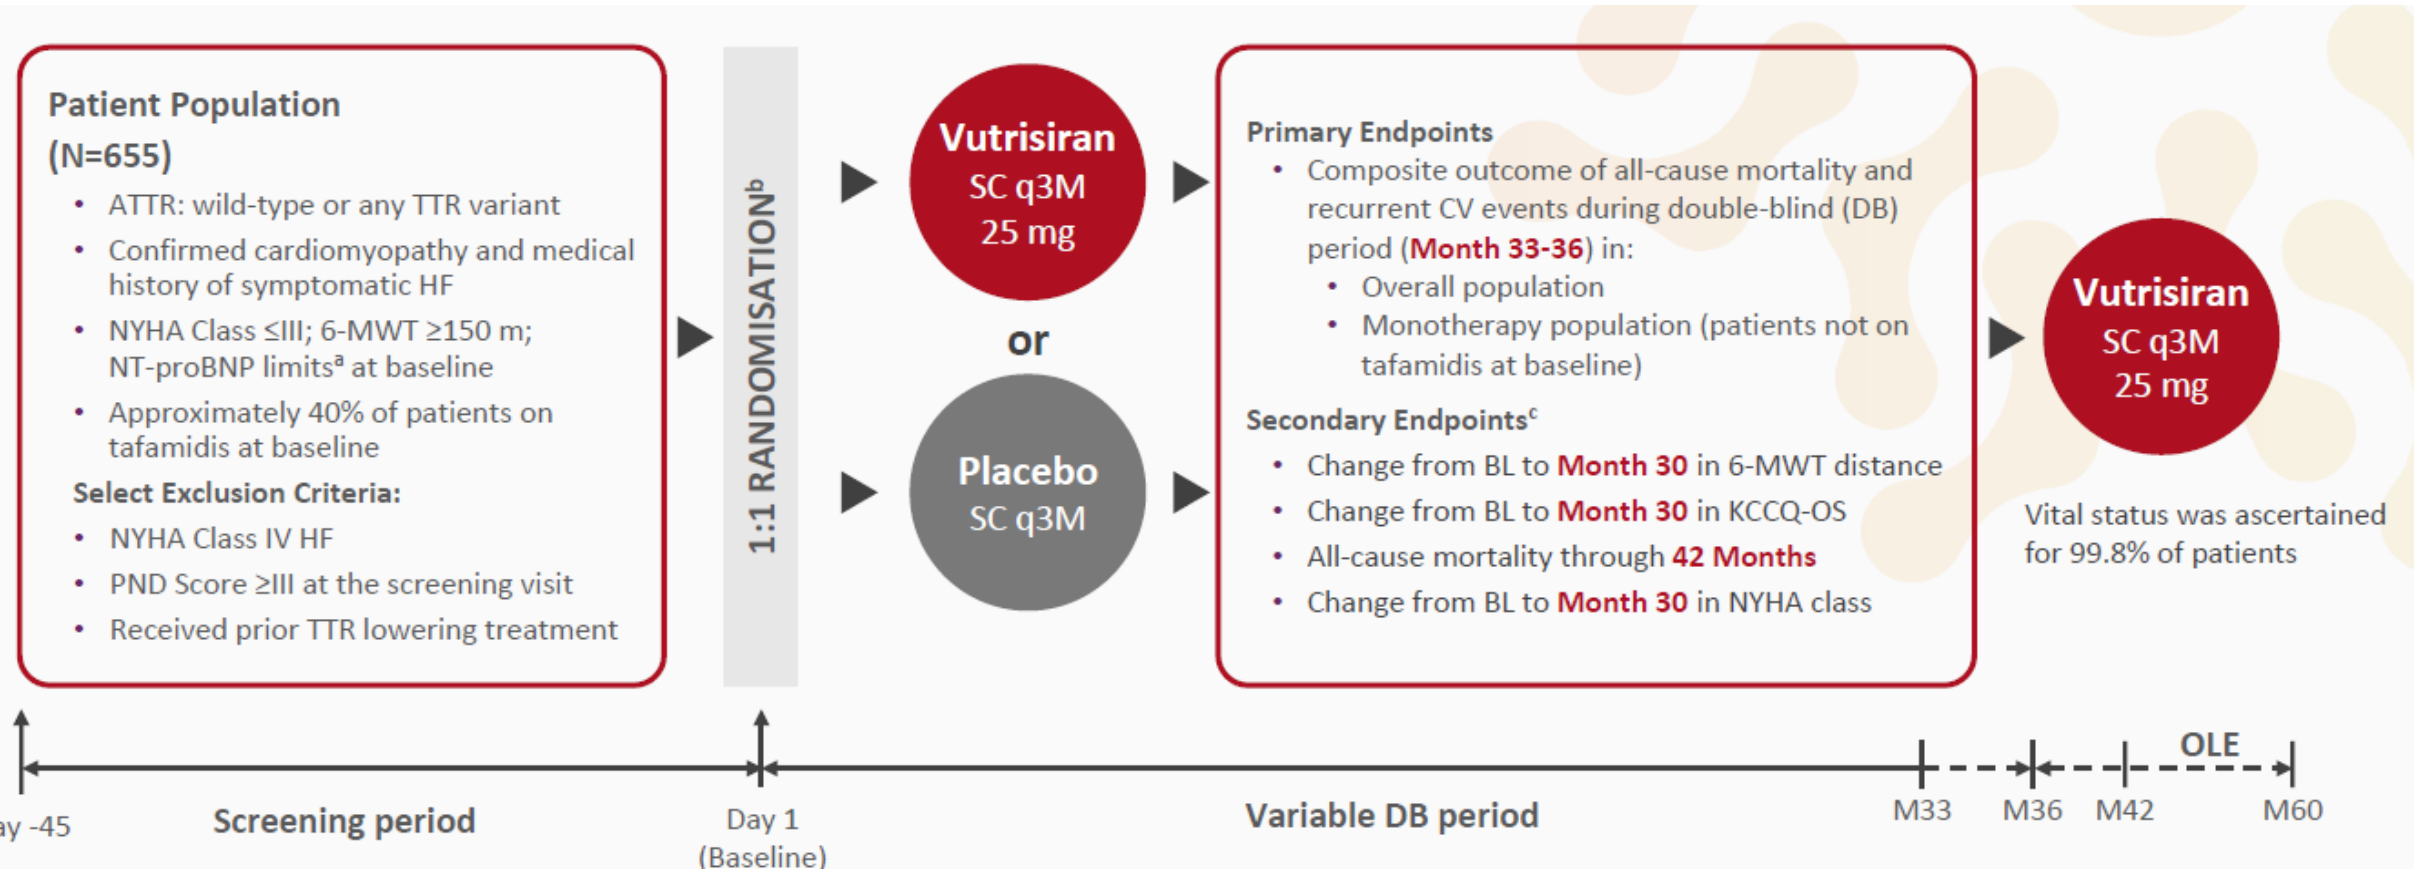 Patient Population
(N=655)
• ATTR: wild-type or any TTR variant
• Confirmed cardiomyopathy and medical
history of symptomatic HF
• NYHA Class ≤III; 6-MWT ≥150 m;
NT-proBNP limitsᵃ at baseline
• Approximately 40% of patients on
tafamidis at baseline
Select Exclusion Criteria:
• NYHA Class IV HF
• PND Score ≥III at the screening visit
• Received prior TTR lowering treatment
1:1 RANDOMISATIONᵇ
Vutrisiran
SC q3M
25 mg
or
Placebo
SC q3M
Primary Endpoints
• Composite outcome of all-cause mortality and
recurrent CV events during double-blind (DB)
period (Month 33-36) in:
• Overall population
• Monotherapy population (patients not on
tafamidis at baseline)
Secondary Endpointsᶜ
• Change from BL to Month 30 in 6-MWT distance
• Change from BL to Month 30 in KCCQ-OS
• All-cause mortality through 42 Months
• Change from BL to Month 30 in NYHA class
Vutrisiran
SC q3M
25 mg
Vital status was ascertained
for 99.8% of patients
ay -45
Screening period
Day 1
(Baseline)
Variable DB period
M33
M36
M42
OLE
M60